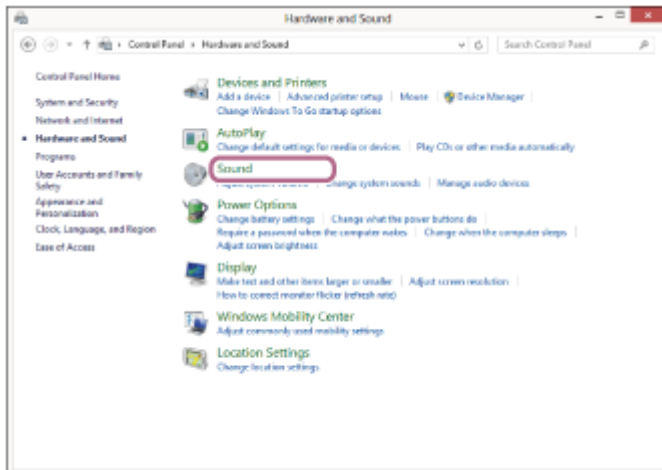 Hardware and Sound
Control Panel › Hardware and Sound
Search Control Panel
Control Panel Home
System and Security
Network and Internet
Hardware and Sound
Programs
User Accounts and Family
Safety
Appearance and
Personalization
Clock, Language, and Region
Ease of Access
Devices and Printers
Add a device | Advanced printer setup | Mouse | Device Manager
Change Windows To Go startup options
AutoPlay
Change default settings for media or devices | Play CDs or other media automatically
Sound
Change system sounds | Manage audio devices
Power Options
Change battery settings | Change what the power buttons do
Require a password when the computer wakes | Change when the computer sleeps
Adjust screen brightness
Display
Make text and other items larger or smaller | Adjust screen resolution
How to correct monitor flicker (refresh rate)
Windows Mobility Center
Adjust commonly used mobility settings
Location Settings
Change location settings